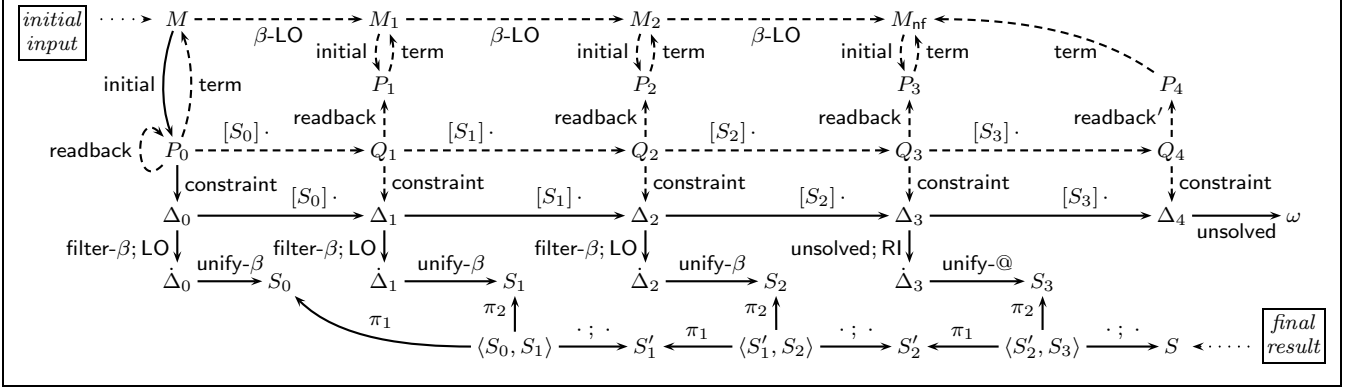 initial input M M₁ M₂ M_nf
β-LO β-LO β-LO
initial term initial term initial term initial term term
P₁ P₂ P₃ P₄
readback readback readback readback′
[S₀] · [S₁] · [S₂] · [S₃] ·
readback P₀ Q₁ Q₂ Q₃ Q₄
constraint constraint constraint constraint constraint
[S₀] · [S₁] · [S₂] · [S₃] ·
Δ₀ Δ₁ Δ₂ Δ₃ Δ₄ ω
unsolved
filter-β; LO filter-β; LO filter-β; LO unsolved; RI
unify-β unify-β unify-β unify-@
Δ̇₀ S₀ Δ̇₁ S₁ Δ̇₂ S₂ Δ̇₃ S₃
π₁ π₂ π₂ π₂
· ; · π₁ · ; · π₁ · ; ·
⟨S₀, S₁⟩ S′₁ ⟨S′₁, S₂⟩ S′₂ ⟨S′₂, S₃⟩ S final result